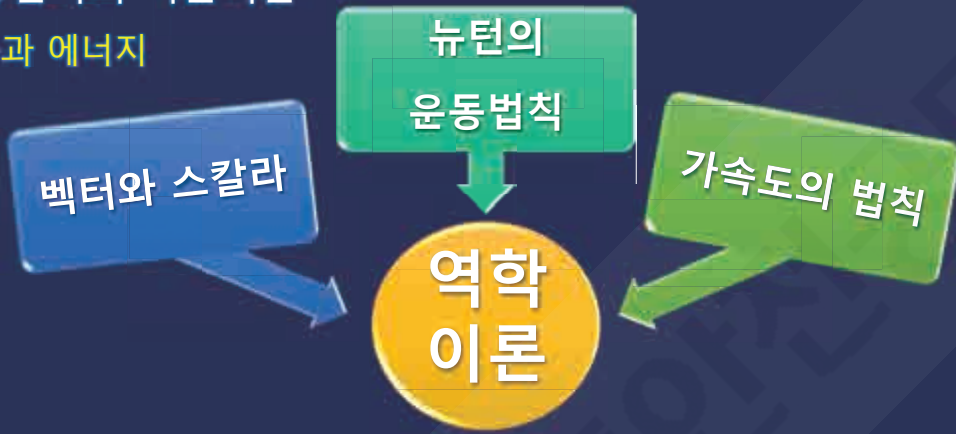 과 에너지
뉴턴의
운동법칙
벡터와 스칼라
가속도의 법칙
역학
이론